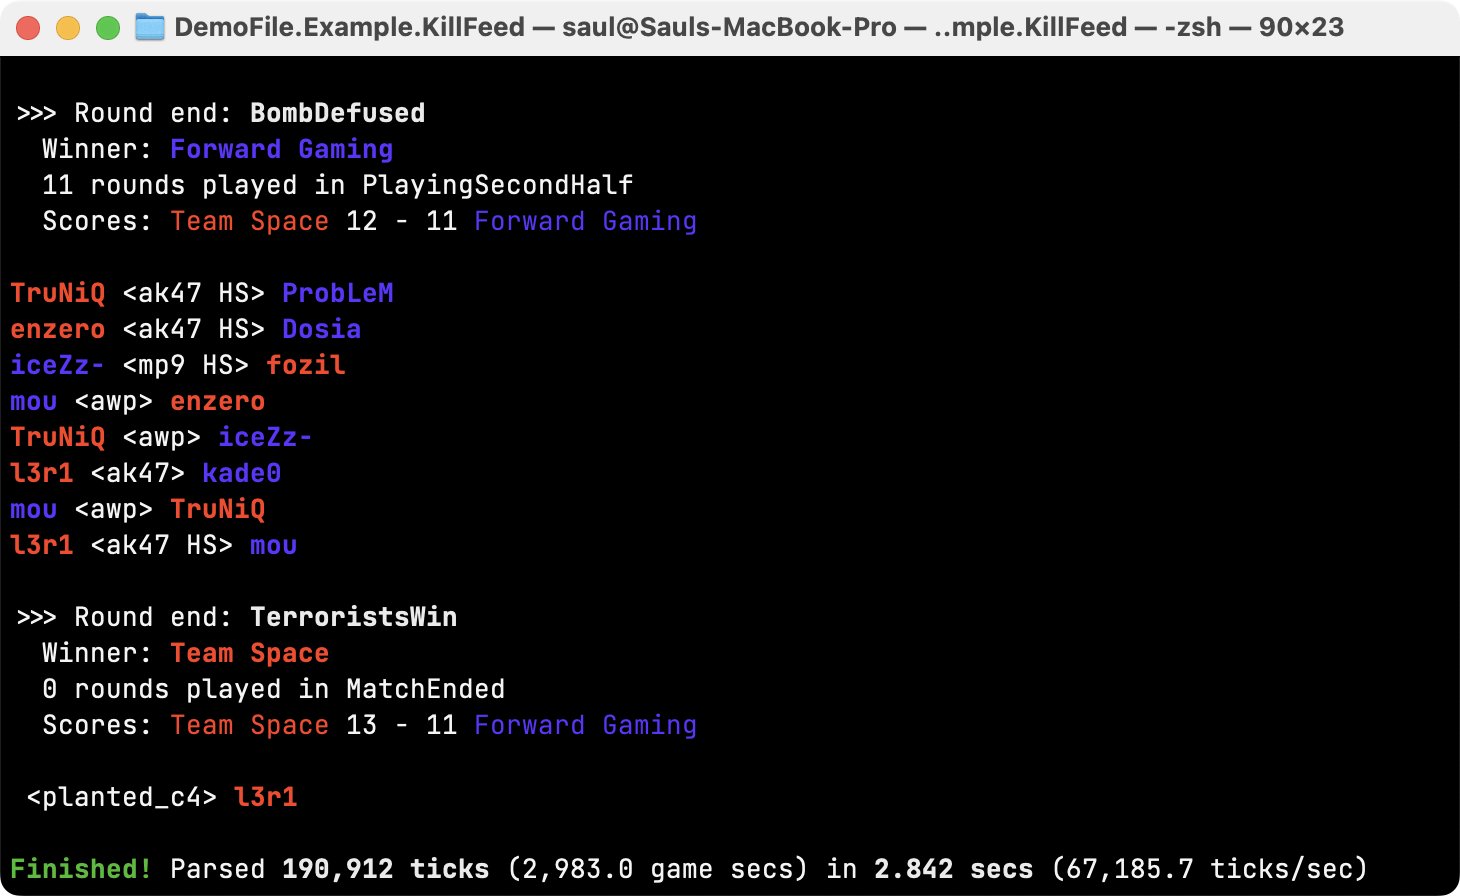 DemoFile.Example.KillFeed — saul@Sauls-MacBook-Pro — ..mple.KillFeed — -zsh — 90×23
>>> Round end: BombDefused
Winner: Forward Gaming
11 rounds played in PlayingSecondHalf
Scores: Team Space 12 - 11 Forward Gaming
TruNiQ <ak47 HS> ProbLeM
enzero <ak47 HS> Dosia
iceZz- <mp9 HS> fozil
mou <awp> enzero
TruNiQ <awp> iceZz-
l3r1 <ak47> kade0
mou <awp> TruNiQ
l3r1 <ak47 HS> mou
>>> Round end: TerroristsWin
Winner: Team Space
0 rounds played in MatchEnded
Scores: Team Space 13 - 11 Forward Gaming
<planted_c4> l3r1
Finished! Parsed 190,912 ticks (2,983.0 game secs) in 2.842 secs (67,185.7 ticks/sec)